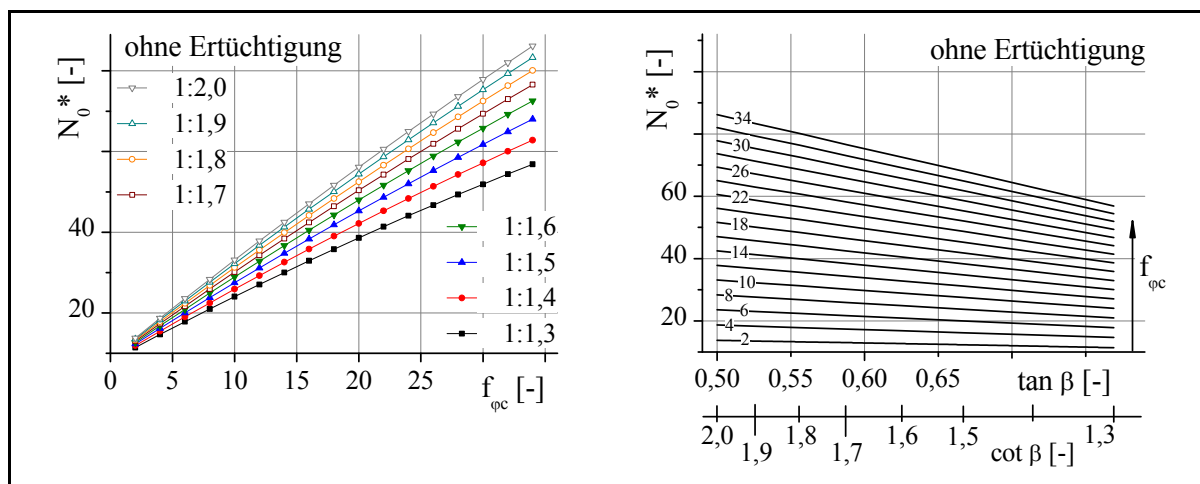 ohne Ertüchtigung
1:2,0
1:1,9
1:1,8
1:1,7
1:1,6
1:1,5
1:1,4
1:1,3
N₀* [-]
40
20
0 5 10 15 20 25
f_φc [-]
ohne Ertüchtigung
N₀* [-]
60
40
20
34
30
26
22
18
14
10
8
6
4
2
f_φc
0,50 0,55 0,60 0,65 tan β [-]
2,0 1,9 1,8 1,7 1,6 1,5 1,3
cot β [-]